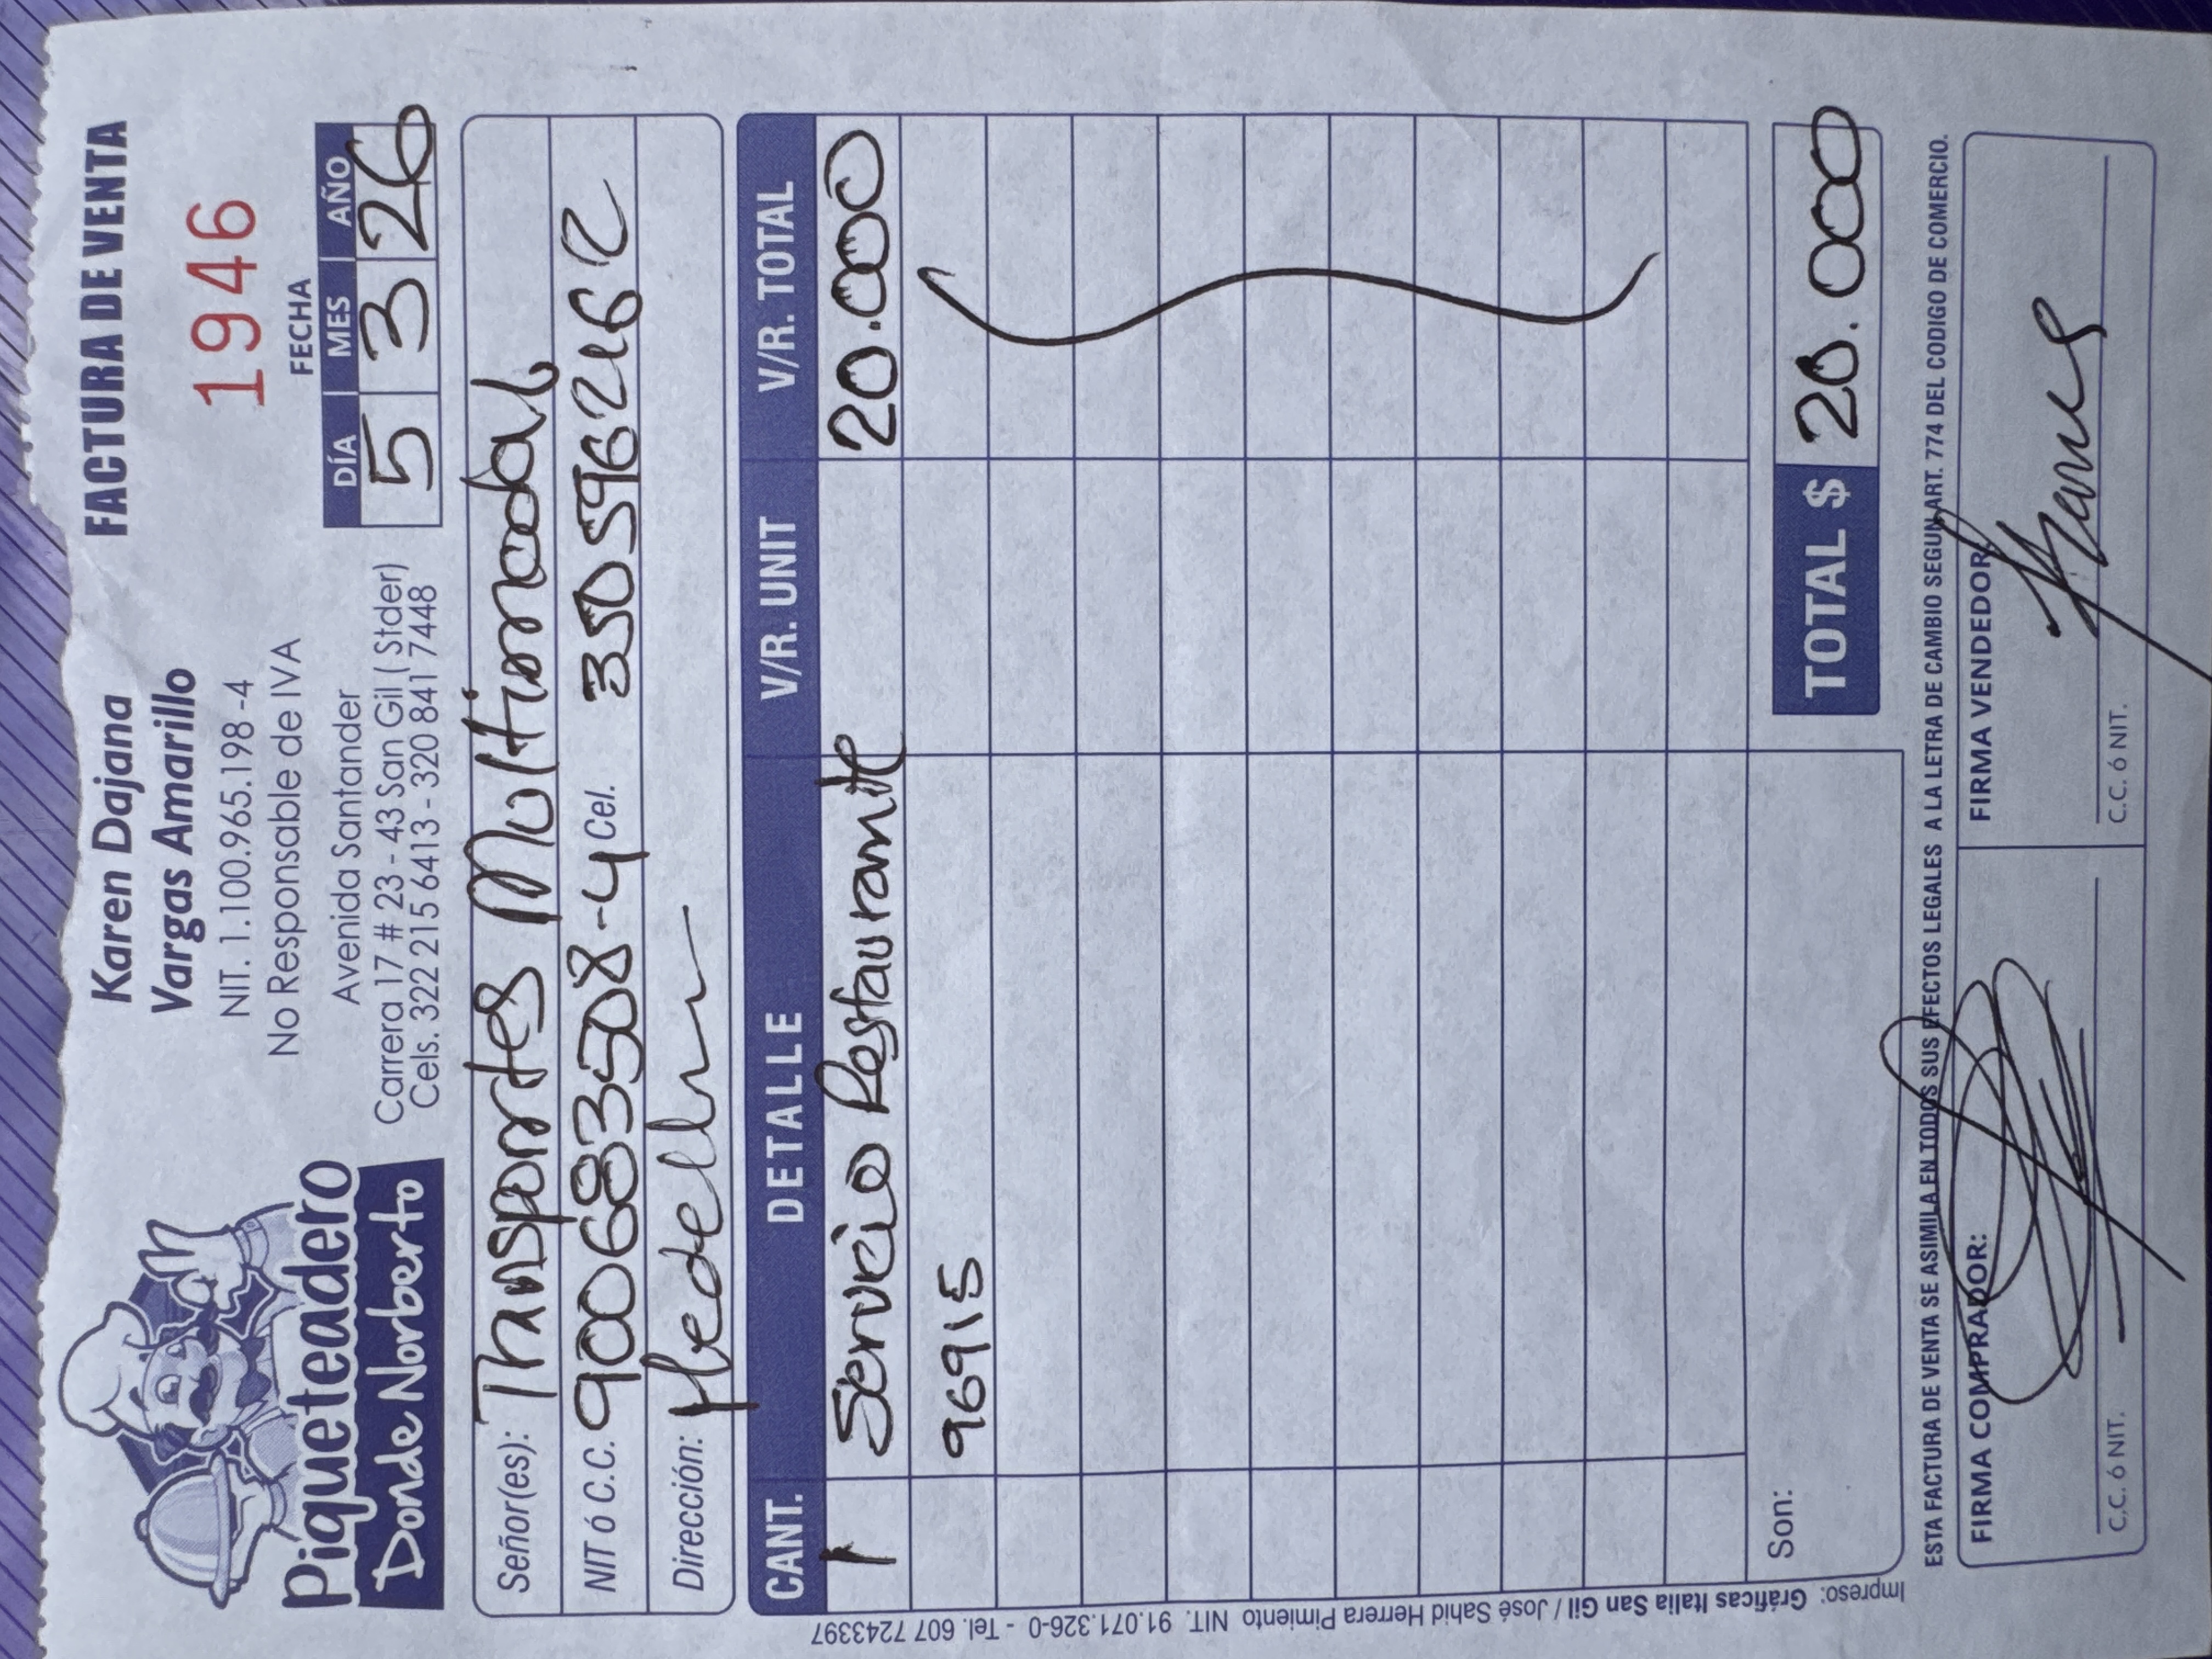 Piqueteadero
Donde Norberto
Karen Dajana
Vargas Amarillo
NIT. 1.100.965.198 -4
No Responsable de IVA
Avenida Santander
Carrera 17 # 23 - 43 San Gil ( Stder)
Cels. 322 215 6413 - 320 841 7448
FACTURA DE VENTA
1946
FECHA
DÍA MES AÑO
5 3 26
Señor(es): Transportes Multimodal
NIT ó C.C. 900683508-4 Cel.
Dirección: Medellin
CANT. DETALLE V/R. UNIT V/R. TOTAL
1 Servicio Restaurante 20.000
96915
Son:
TOTAL $ 20.000
ESTA FACTURA DE VENTA SE ASIMILA EN TODOS SUS EFECTOS LEGALES A LA LETRA DE CAMBIO SEGUN ART. 774 DEL CODIGO DE COMERCIO.
FIRMA COMPRADOR: FIRMA VENDEDOR:
C.C. ó NIT. C.C. ó NIT.
Impreso: Gráficas Italia San Gil / José Sahid Herrera Pimiento NIT. 91.071.326-0 - Tel. 607 7243397